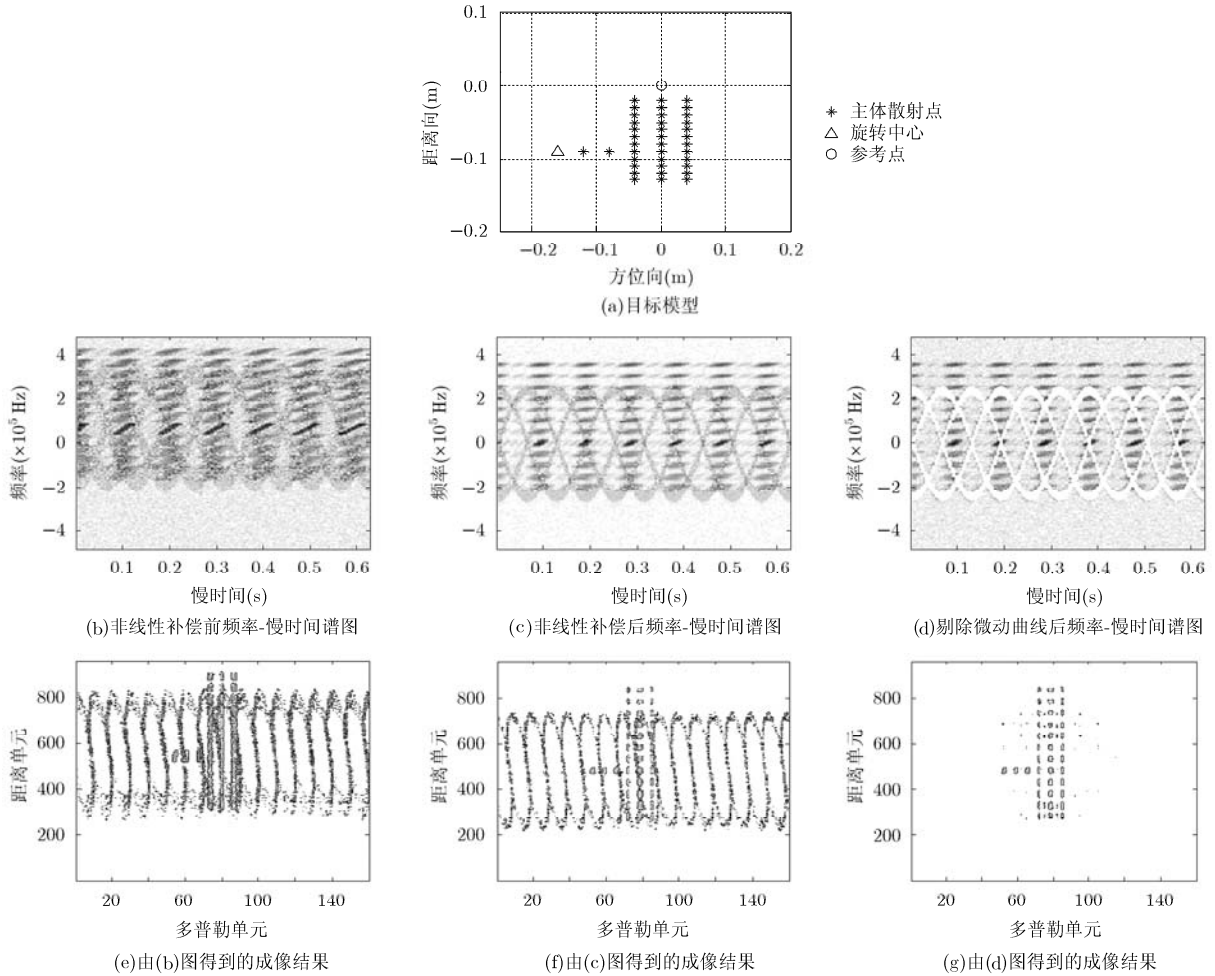 0.1
0.0
−0.1
−0.2
距离向(m)
−0.2 −0.1 0 0.1 0.2
方位向(m)
主体散射点
旋转中心
参考点
(a)目标模型
4
2
0
−2
−4
频率(×10⁵ Hz)
0.1 0.2 0.3 0.4 0.5 0.6
慢时间(s)
(b)非线性补偿前频率-慢时间谱图
4
2
0
−2
−4
频率(×10⁵ Hz)
0.1 0.2 0.3 0.4 0.5 0.6
慢时间(s)
(c)非线性补偿后频率-慢时间谱图
4
2
0
−2
−4
频率(×10⁵ Hz)
0.1 0.2 0.3 0.4 0.5 0.6
慢时间(s)
(d)剔除微动曲线后频率-慢时间谱图
800
600
400
200
距离单元
20 60 100 140
多普勒单元
(e)由(b)图得到的成像结果
800
600
400
200
距离单元
20 60 100 140
多普勒单元
(f)由(c)图得到的成像结果
800
600
400
200
距离单元
20 60 100 140
多普勒单元
(g)由(d)图得到的成像结果